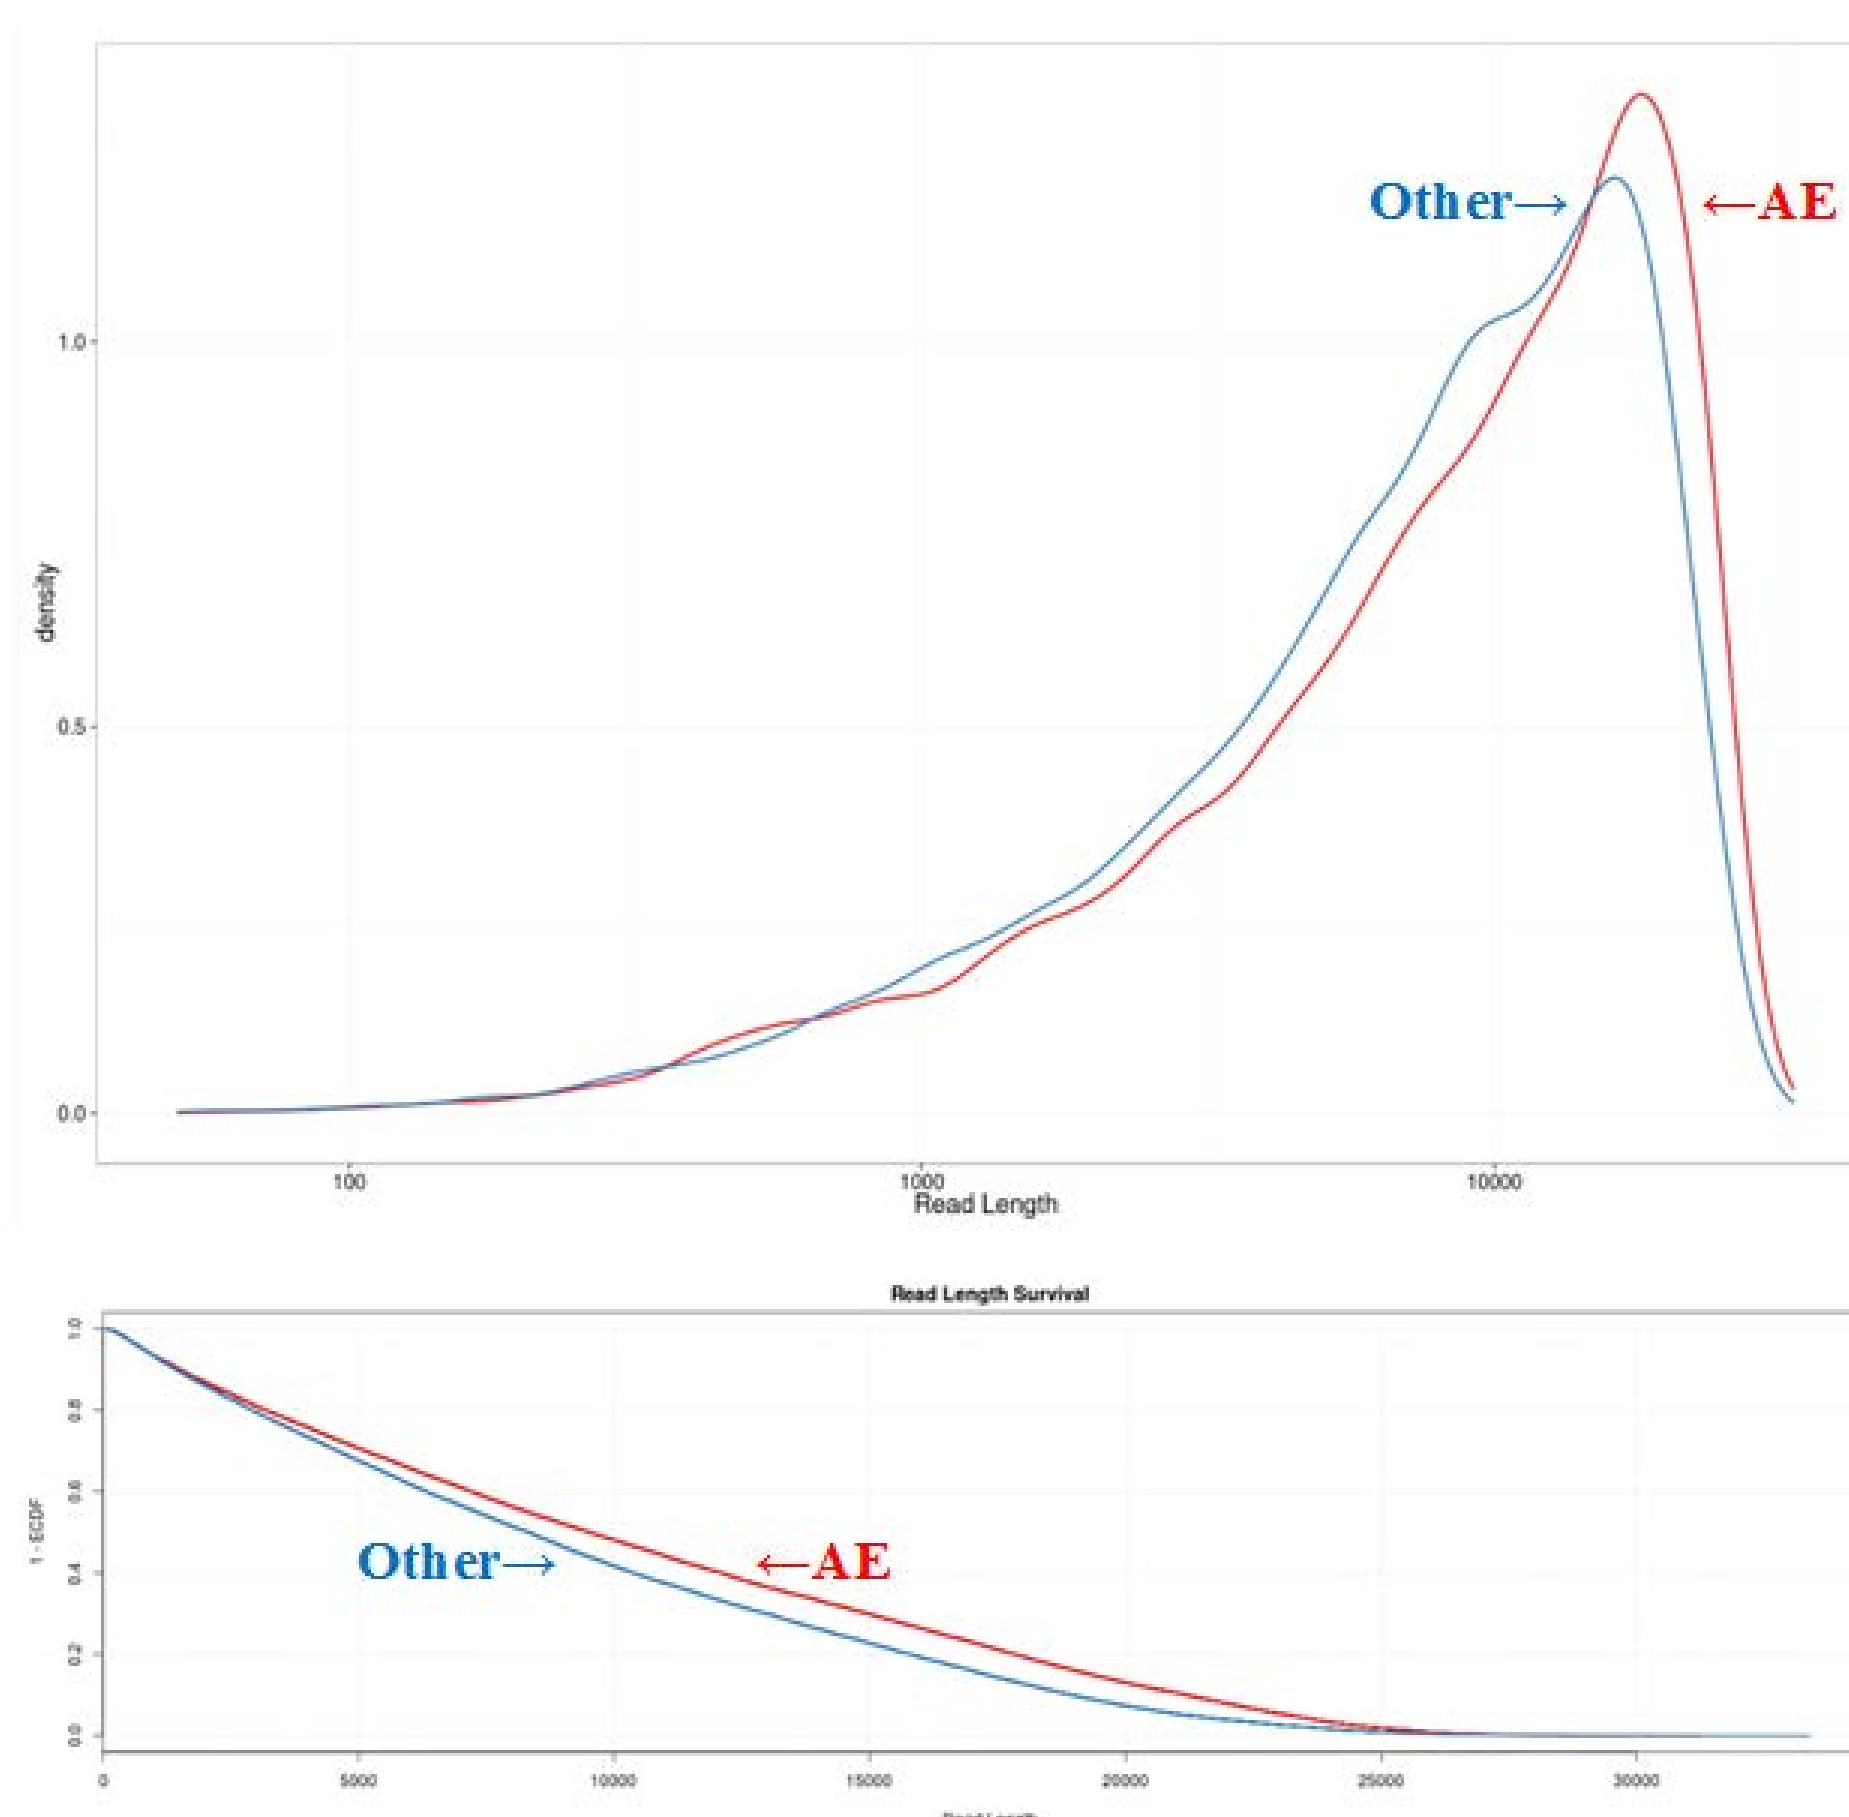 Other→
←AE
1.0
0.5
0.0
density
100 1000 10000
Read Length
Read Length Survival
1.0
0.8
0.6
0.4
0.2
0.0
1 - ECDF
Other→
←AE
0 5000 10000 15000 20000 25000 30000
Read Length